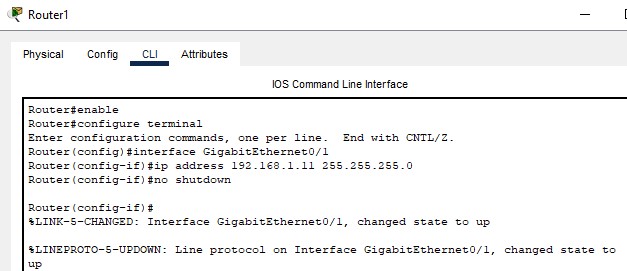 Router1
Physical Config CLI Attributes
IOS Command Line Interface
Router#enable
Router#configure terminal
Enter configuration commands, one per line.  End with CNTL/Z.
Router(config)#interface GigabitEthernet0/1
Router(config-if)#ip address 192.168.1.11 255.255.255.0
Router(config-if)#no shutdown
Router(config-if)#
%LINK-5-CHANGED: Interface GigabitEthernet0/1, changed state to up
%LINEPROTO-5-UPDOWN: Line protocol on Interface GigabitEthernet0/1, changed state to
up